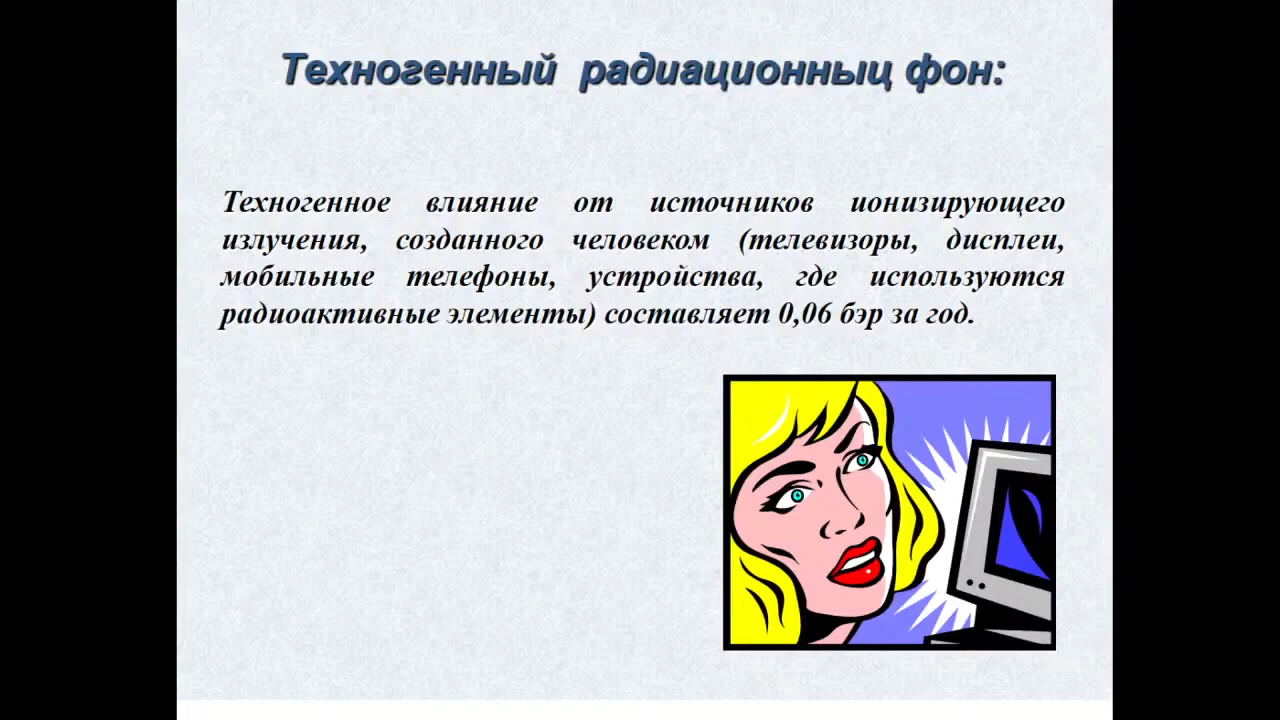 Техногенный радиационныц фон:
Техногенное влияние от источников ионизирующего
излучения, созданного человеком (телевизоры, дисплеи,
мобильные телефоны, устройства, где используются
радиоактивные элементы) составляет 0,06 бэр за год.